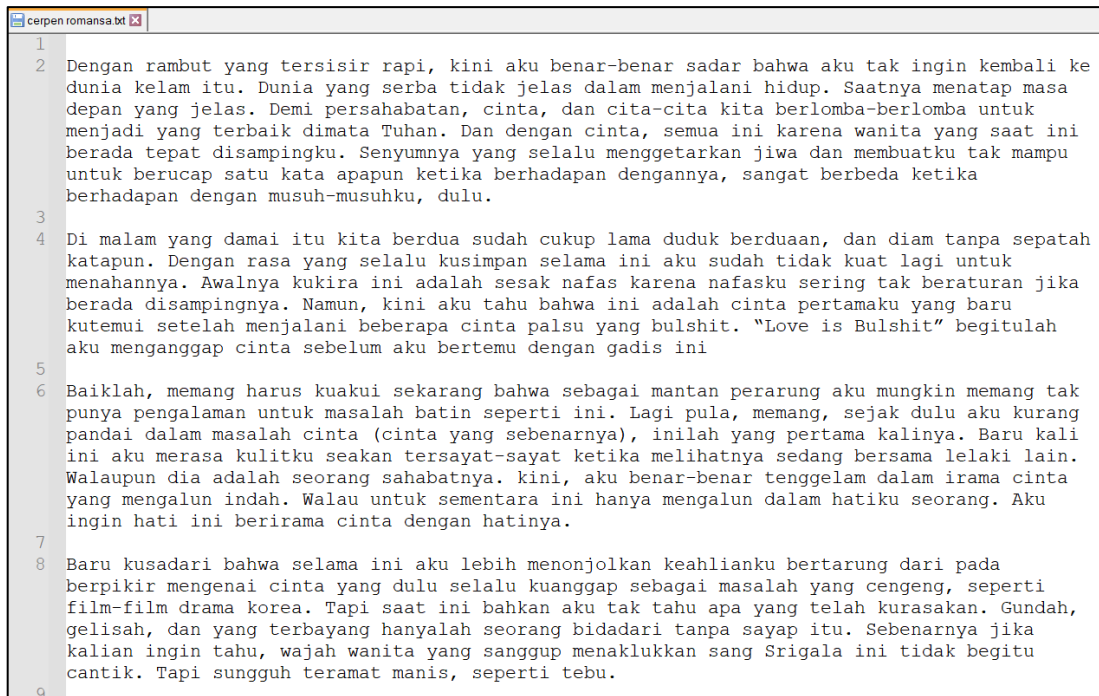 cerpen romansa.txt
1
2 Dengan rambut yang tersisir rapi, kini aku benar-benar sadar bahwa aku tak ingin kembali ke
dunia kelam itu. Dunia yang serba tidak jelas dalam menjalani hidup. Saatnya menatap masa
depan yang jelas. Demi persahabatan, cinta, dan cita-cita kita berlomba-berlomba untuk
menjadi yang terbaik dimata Tuhan. Dan dengan cinta, semua ini karena wanita yang saat ini
berada tepat disampingku. Senyumnya yang selalu menggetarkan jiwa dan membuatku tak mampu
untuk berucap satu kata apapun ketika berhadapan dengannya, sangat berbeda ketika
berhadapan dengan musuh-musuhku, dulu.
3
4 Di malam yang damai itu kita berdua sudah cukup lama duduk berduaan, dan diam tanpa sepatah
katapun. Dengan rasa yang selalu kusimpan selama ini aku sudah tidak kuat lagi untuk
menahannya. Awalnya kukira ini adalah sesak nafas karena nafasku sering tak beraturan jika
berada disampingnya. Namun, kini aku tahu bahwa ini adalah cinta pertamaku yang baru
kutemui setelah menjalani beberapa cinta palsu yang bulshit. “Love is Bulshit” begitulah
aku menganggap cinta sebelum aku bertemu dengan gadis ini
5
6 Baiklah, memang harus kuakui sekarang bahwa sebagai mantan perarung aku mungkin memang tak
punya pengalaman untuk masalah batin seperti ini. Lagi pula, memang, sejak dulu aku kurang
pandai dalam masalah cinta (cinta yang sebenarnya), inilah yang pertama kalinya. Baru kali
ini aku merasa kulitku seakan tersayat-sayat ketika melihatnya sedang bersama lelaki lain.
Walaupun dia adalah seorang sahabatnya. kini, aku benar-benar tenggelam dalam irama cinta
yang mengalun indah. Walau untuk sementara ini hanya mengalun dalam hatiku seorang. Aku
ingin hati ini berirama cinta dengan hatinya.
7
8 Baru kusadari bahwa selama ini aku lebih menonjolkan keahlianku bertarung dari pada
berpikir mengenai cinta yang dulu selalu kuanggap sebagai masalah yang cengeng, seperti
film-film drama korea. Tapi saat ini bahkan aku tak tahu apa yang telah kurasakan. Gundah,
gelisah, dan yang terbayang hanyalah seorang bidadari tanpa sayap itu. Sebenarnya jika
kalian ingin tahu, wajah wanita yang sanggup menaklukkan sang Srigala ini tidak begitu
cantik. Tapi sungguh teramat manis, seperti tebu.
9